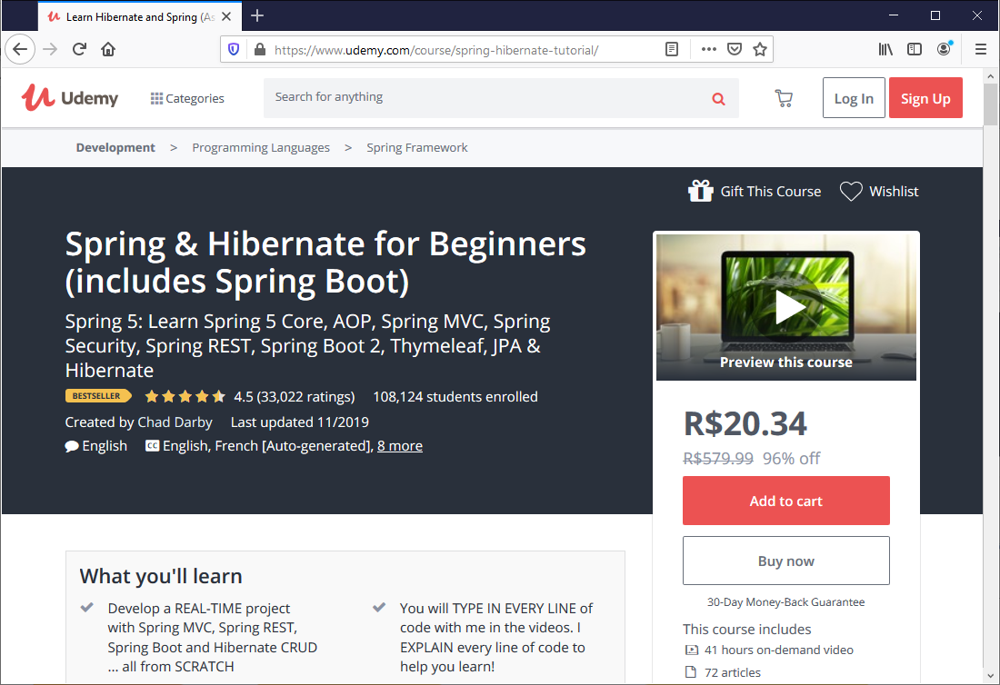 Learn Hibernate and Spring (As
https://www.udemy.com/course/spring-hibernate-tutorial/
Udemy
Categories
Search for anything
Log In
Sign Up
Development > Programming Languages > Spring Framework
Gift This Course
Wishlist
Spring & Hibernate for Beginners
(includes Spring Boot)
Spring 5: Learn Spring 5 Core, AOP, Spring MVC, Spring
Security, Spring REST, Spring Boot 2, Thymeleaf, JPA &
Hibernate
BESTSELLER 4.5 (33,022 ratings) 108,124 students enrolled
Created by Chad Darby Last updated 11/2019
English CC English, French [Auto-generated], 8 more
Preview this course
R$20.34
R$579.99 96% off
Add to cart
Buy now
30-Day Money-Back Guarantee
This course includes
41 hours on-demand video
72 articles
What you'll learn
Develop a REAL-TIME project
with Spring MVC, Spring REST,
Spring Boot and Hibernate CRUD
... all from SCRATCH
You will TYPE IN EVERY LINE of
code with me in the videos. I
EXPLAIN every line of code to
help you learn!